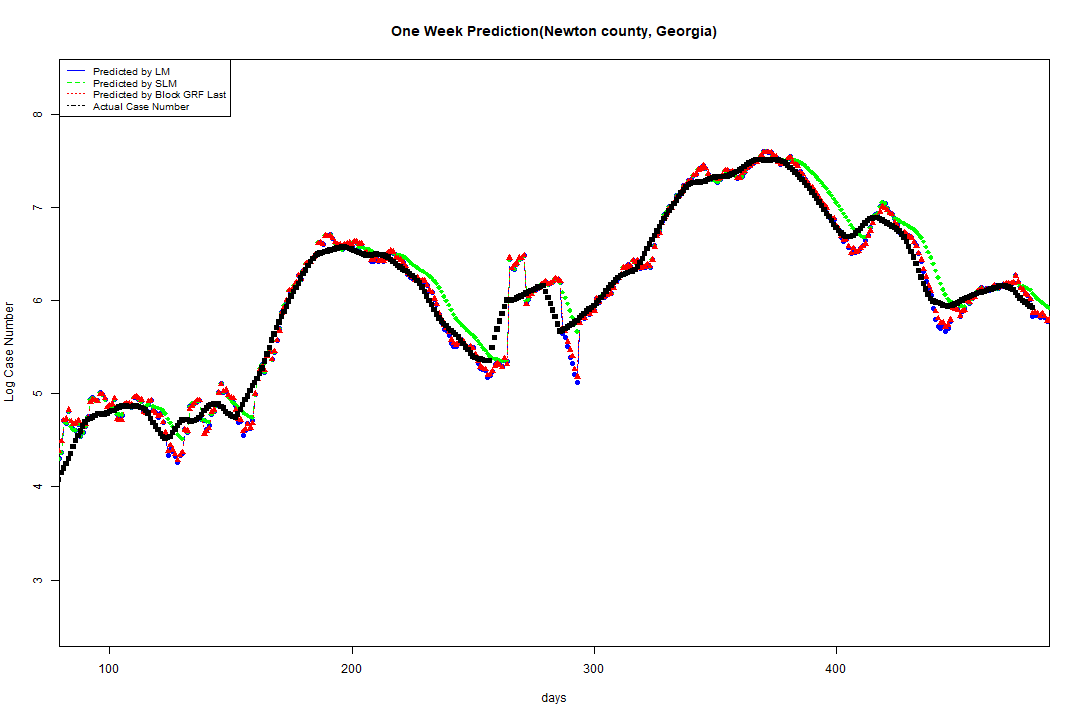 One Week Prediction(Newton county, Georgia)
Predicted by LM
Predicted by SLM
Predicted by Block GRF Last
Actual Case Number
8
7
6
5
4
3
Log Case Number
100 200 300 400
days